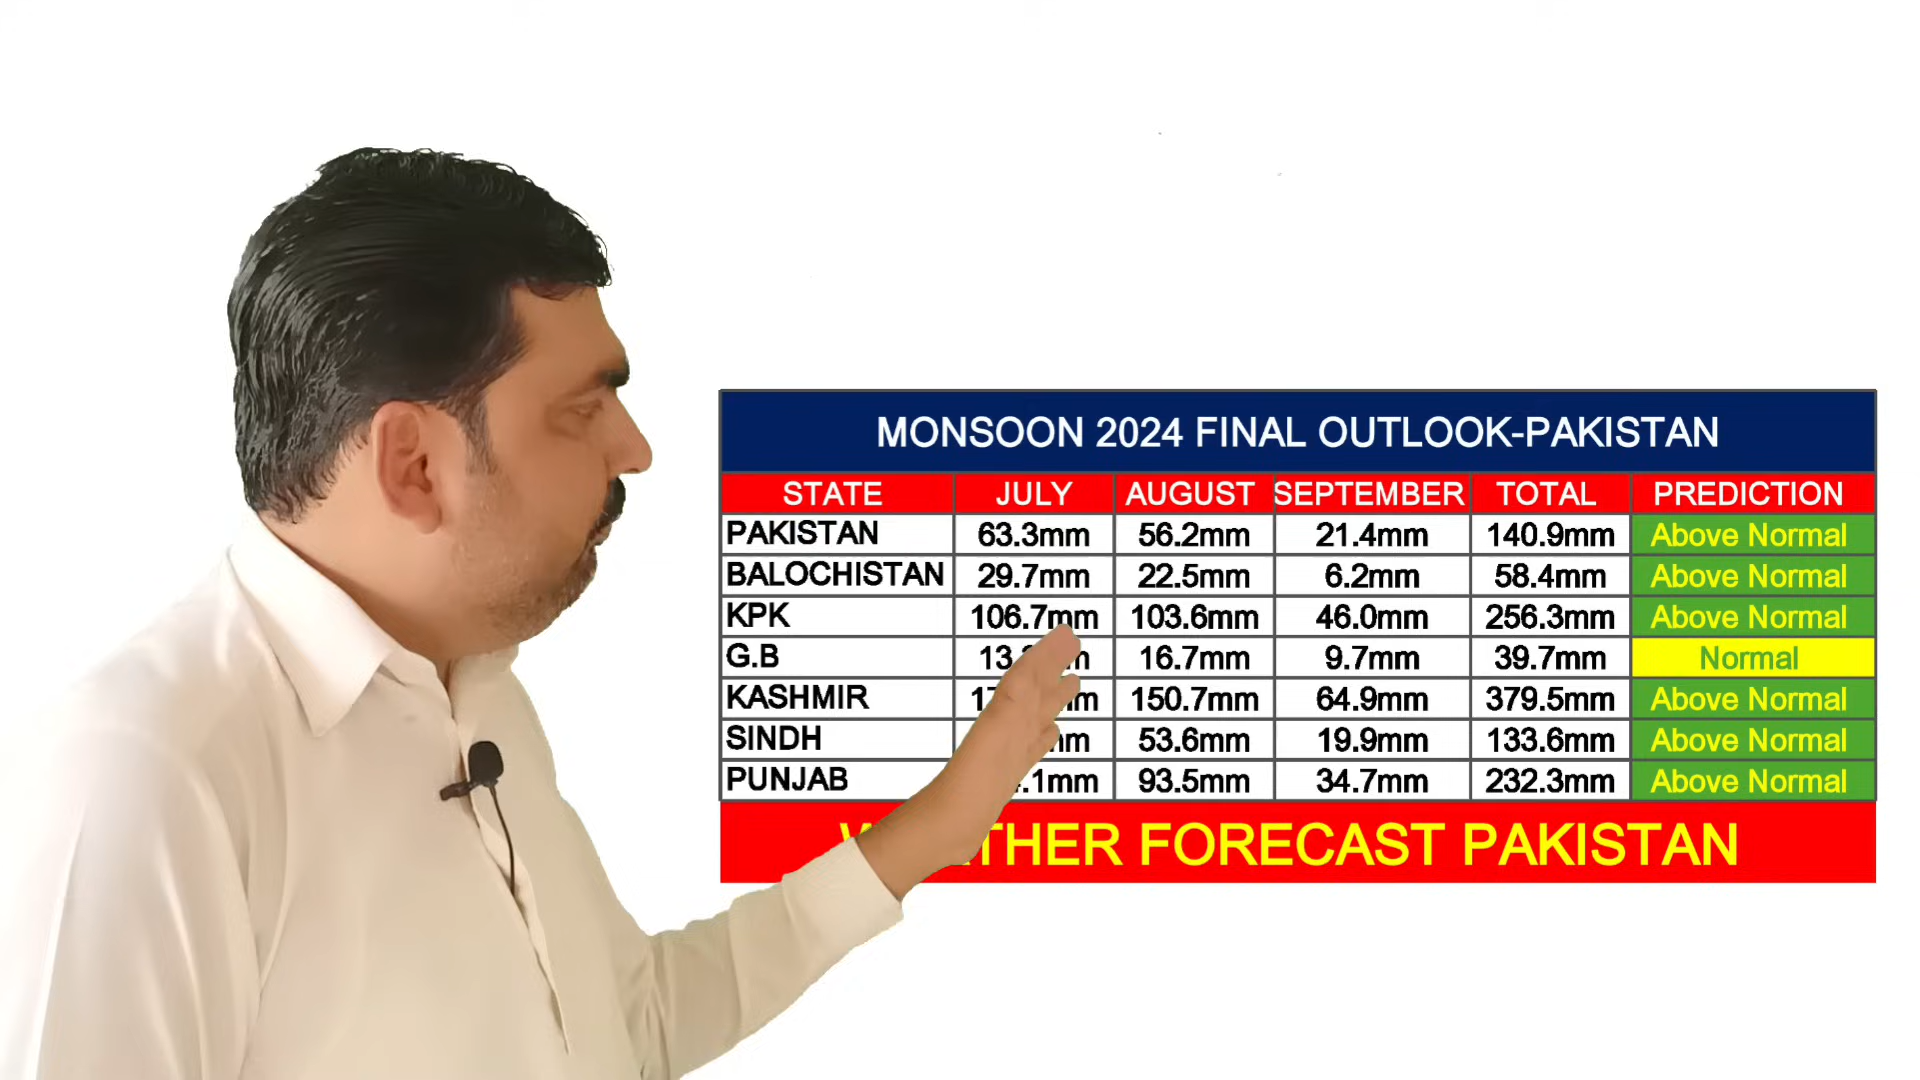 MONSOON 2024 FINAL OUTLOOK-PAKISTAN
STATE JULY AUGUST SEPTEMBER TOTAL PREDICTION
PAKISTAN 63.3mm 56.2mm 21.4mm 140.9mm Above Normal
BALOCHISTAN 29.7mm 22.5mm 6.2mm 58.4mm Above Normal
KPK 106.7mm 103.6mm 46.0mm 256.3mm Above Normal
G.B 16.7mm 9.7mm 39.7mm Normal
KASHMIR 150.7mm 64.9mm 379.5mm Above Normal
SINDH 53.6mm 19.9mm 133.6mm Above Normal
PUNJAB 93.5mm 34.7mm 232.3mm Above Normal
FORECAST PAKISTAN